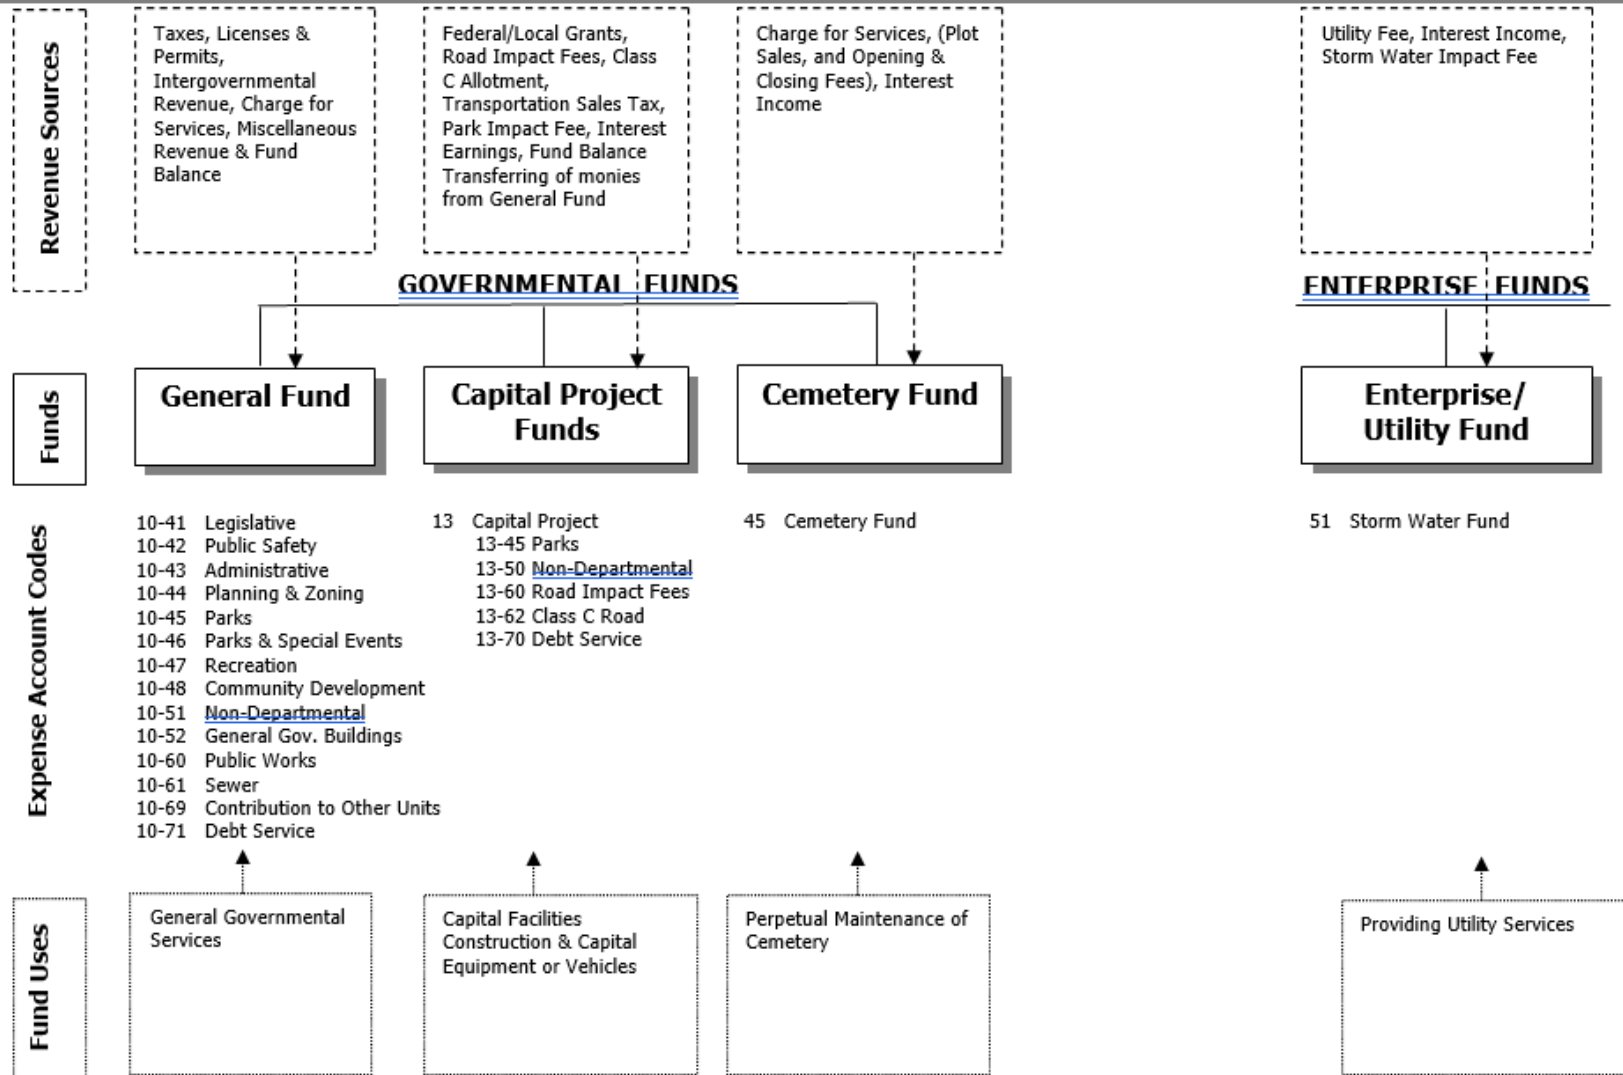 Revenue Sources
Taxes, Licenses &
Permits,
Intergovernmental
Revenue, Charge for
Services, Miscellaneous
Revenue & Fund
Balance
Federal/Local Grants,
Road Impact Fees, Class
C Allotment,
Transportation Sales Tax,
Park Impact Fee, Interest
Earnings, Fund Balance
Transferring of monies
from General Fund
Charge for Services, (Plot
Sales, and Opening &
Closing Fees), Interest
Income
Utility Fee, Interest Income,
Storm Water Impact Fee
GOVERNMENTAL FUNDS
ENTERPRISE FUNDS
Funds
General Fund
Capital Project
Funds
Cemetery Fund
Enterprise/
Utility Fund
Expense Account Codes
10-41 Legislative
10-42 Public Safety
10-43 Administrative
10-44 Planning & Zoning
10-45 Parks
10-46 Parks & Special Events
10-47 Recreation
10-48 Community Development
10-51 Non-Departmental
10-52 General Gov. Buildings
10-60 Public Works
10-61 Sewer
10-69 Contribution to Other Units
10-71 Debt Service
13 Capital Project
13-45 Parks
13-50 Non-Departmental
13-60 Road Impact Fees
13-62 Class C Road
13-70 Debt Service
45 Cemetery Fund
51 Storm Water Fund
Fund Uses
General Governmental
Services
Capital Facilities
Construction & Capital
Equipment or Vehicles
Perpetual Maintenance of
Cemetery
Providing Utility Services